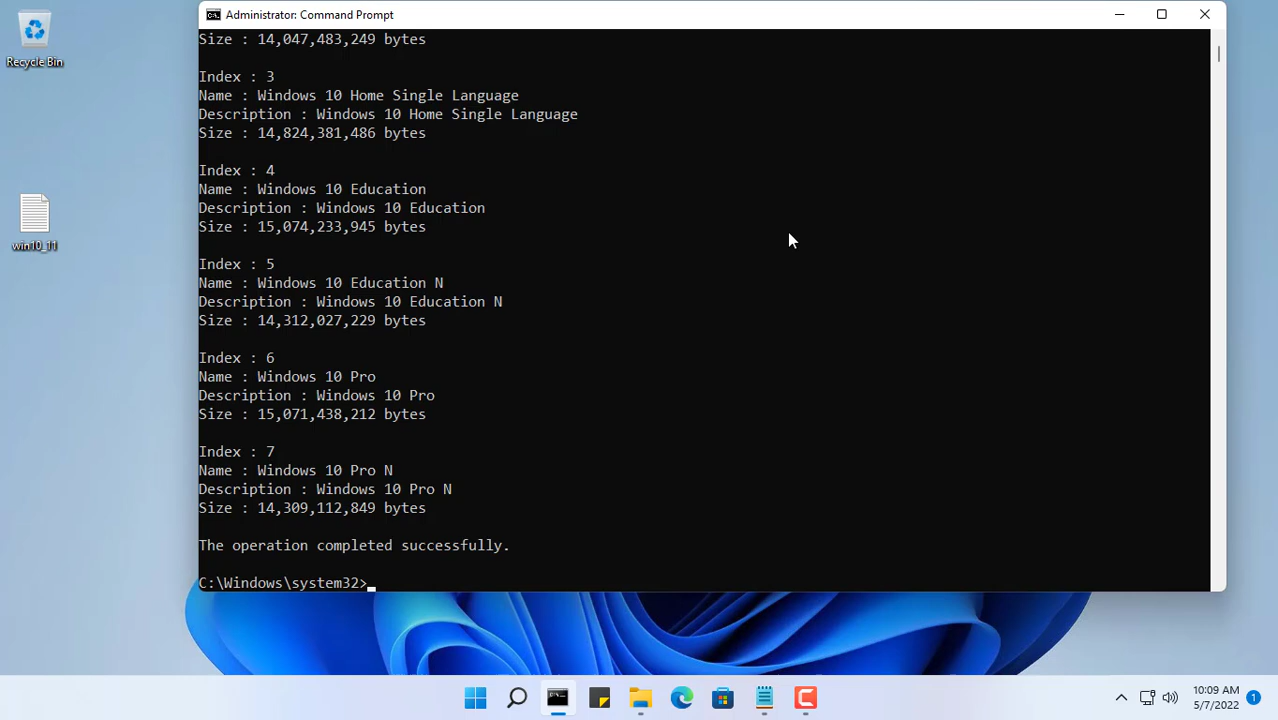 Administrator: Command Prompt
Recycle Bin
win10_11
Size : 14,047,483,249 bytes
Index : 3
Name : Windows 10 Home Single Language
Description : Windows 10 Home Single Language
Size : 14,824,381,486 bytes
Index : 4
Name : Windows 10 Education
Description : Windows 10 Education
Size : 15,074,233,945 bytes
Index : 5
Name : Windows 10 Education N
Description : Windows 10 Education N
Size : 14,312,027,229 bytes
Index : 6
Name : Windows 10 Pro
Description : Windows 10 Pro
Size : 15,071,438,212 bytes
Index : 7
Name : Windows 10 Pro N
Description : Windows 10 Pro N
Size : 14,309,112,849 bytes
The operation completed successfully.
C:\Windows\system32>
10:09 AM
5/7/2022
1